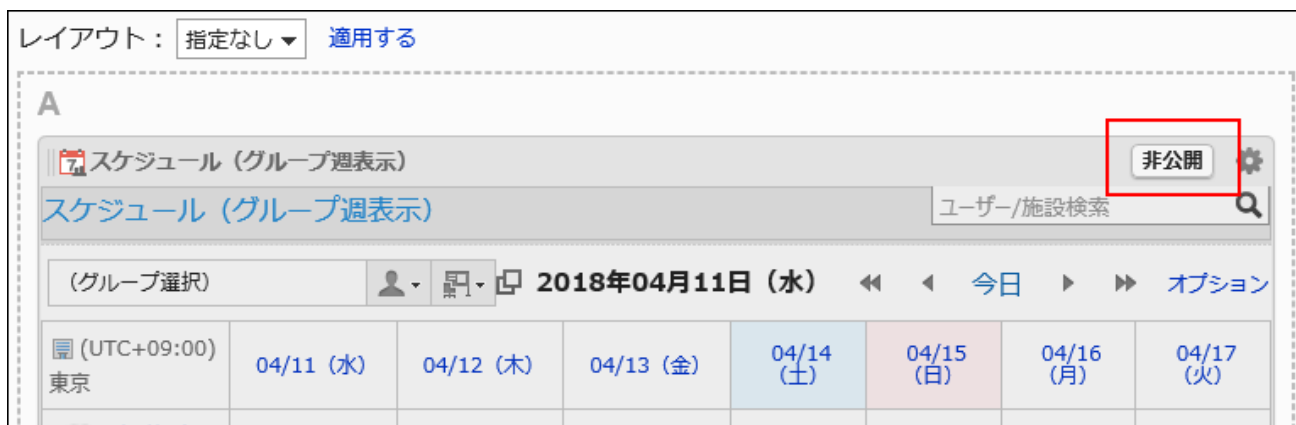 レイアウト： 指定なし 適用する
A
スケジュール（グループ週表示） 非公開
スケジュール（グループ週表示） ユーザー/施設検索
（グループ選択） 2018年04月11日（水） 今日 オプション
(UTC+09:00) 東京 04/11（水） 04/12（木） 04/13（金） 04/14（土） 04/15（日） 04/16（月） 04/17（火）